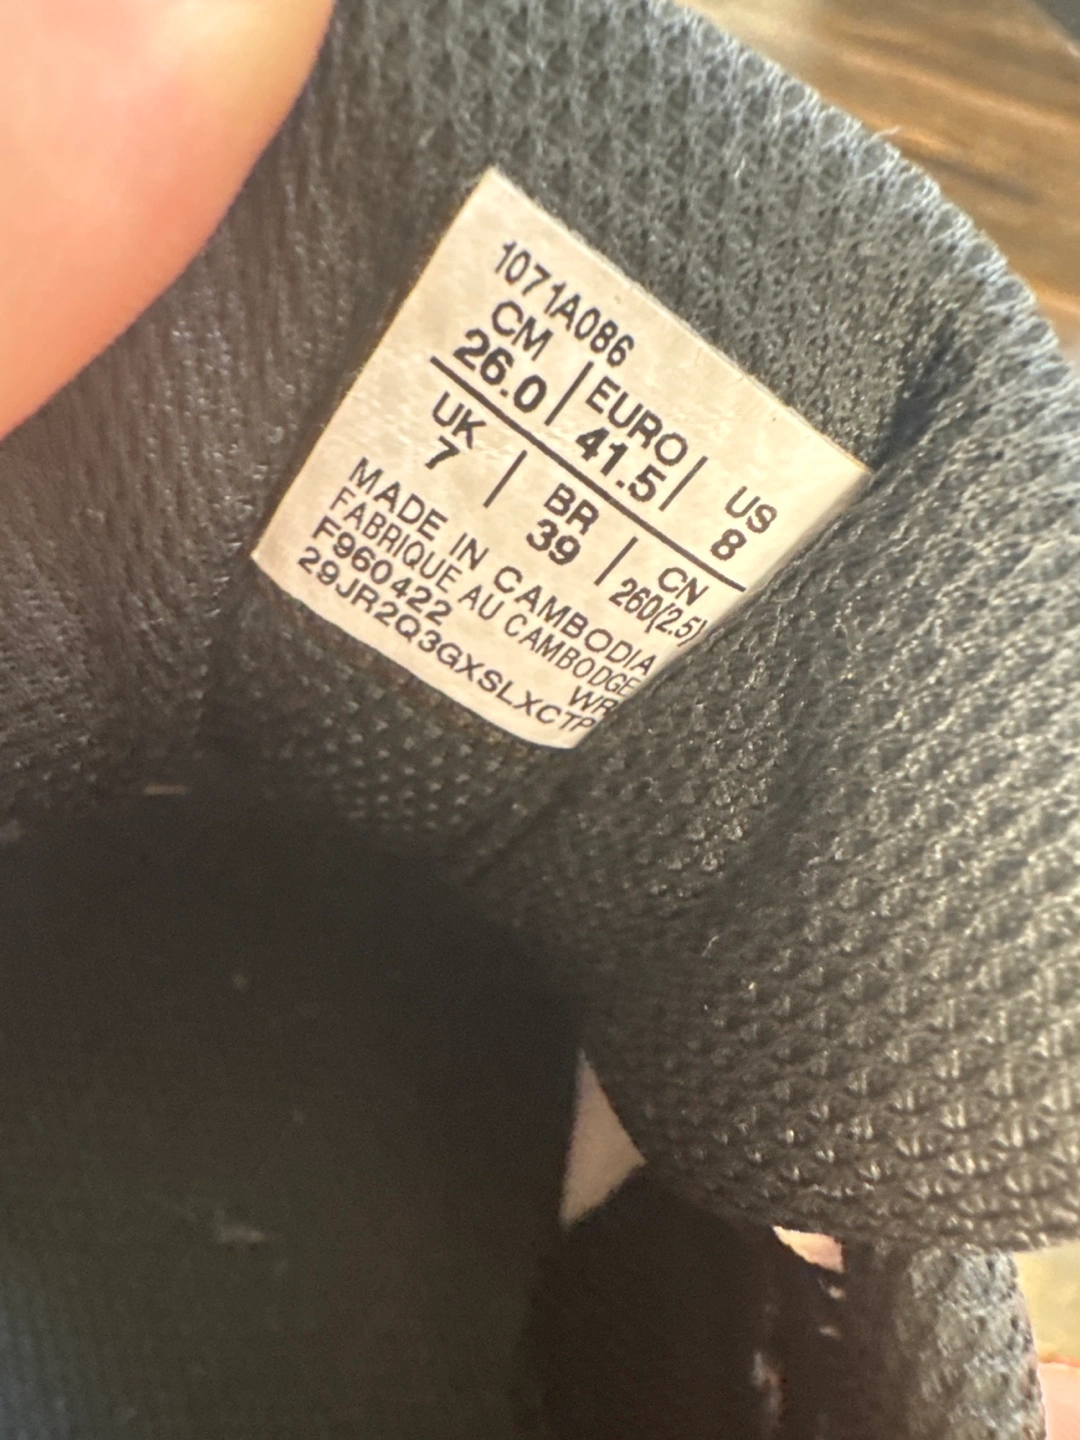 1071A086
CM | EURO | US
26.0 | 41.5 | 8
UK | BR | CN
7 | 39 | 260(2.5)
MADE IN CAMBODIA
FABRIQUE AU CAMBODGE
F960422 WR
29JR2Q3GXSLXCTP